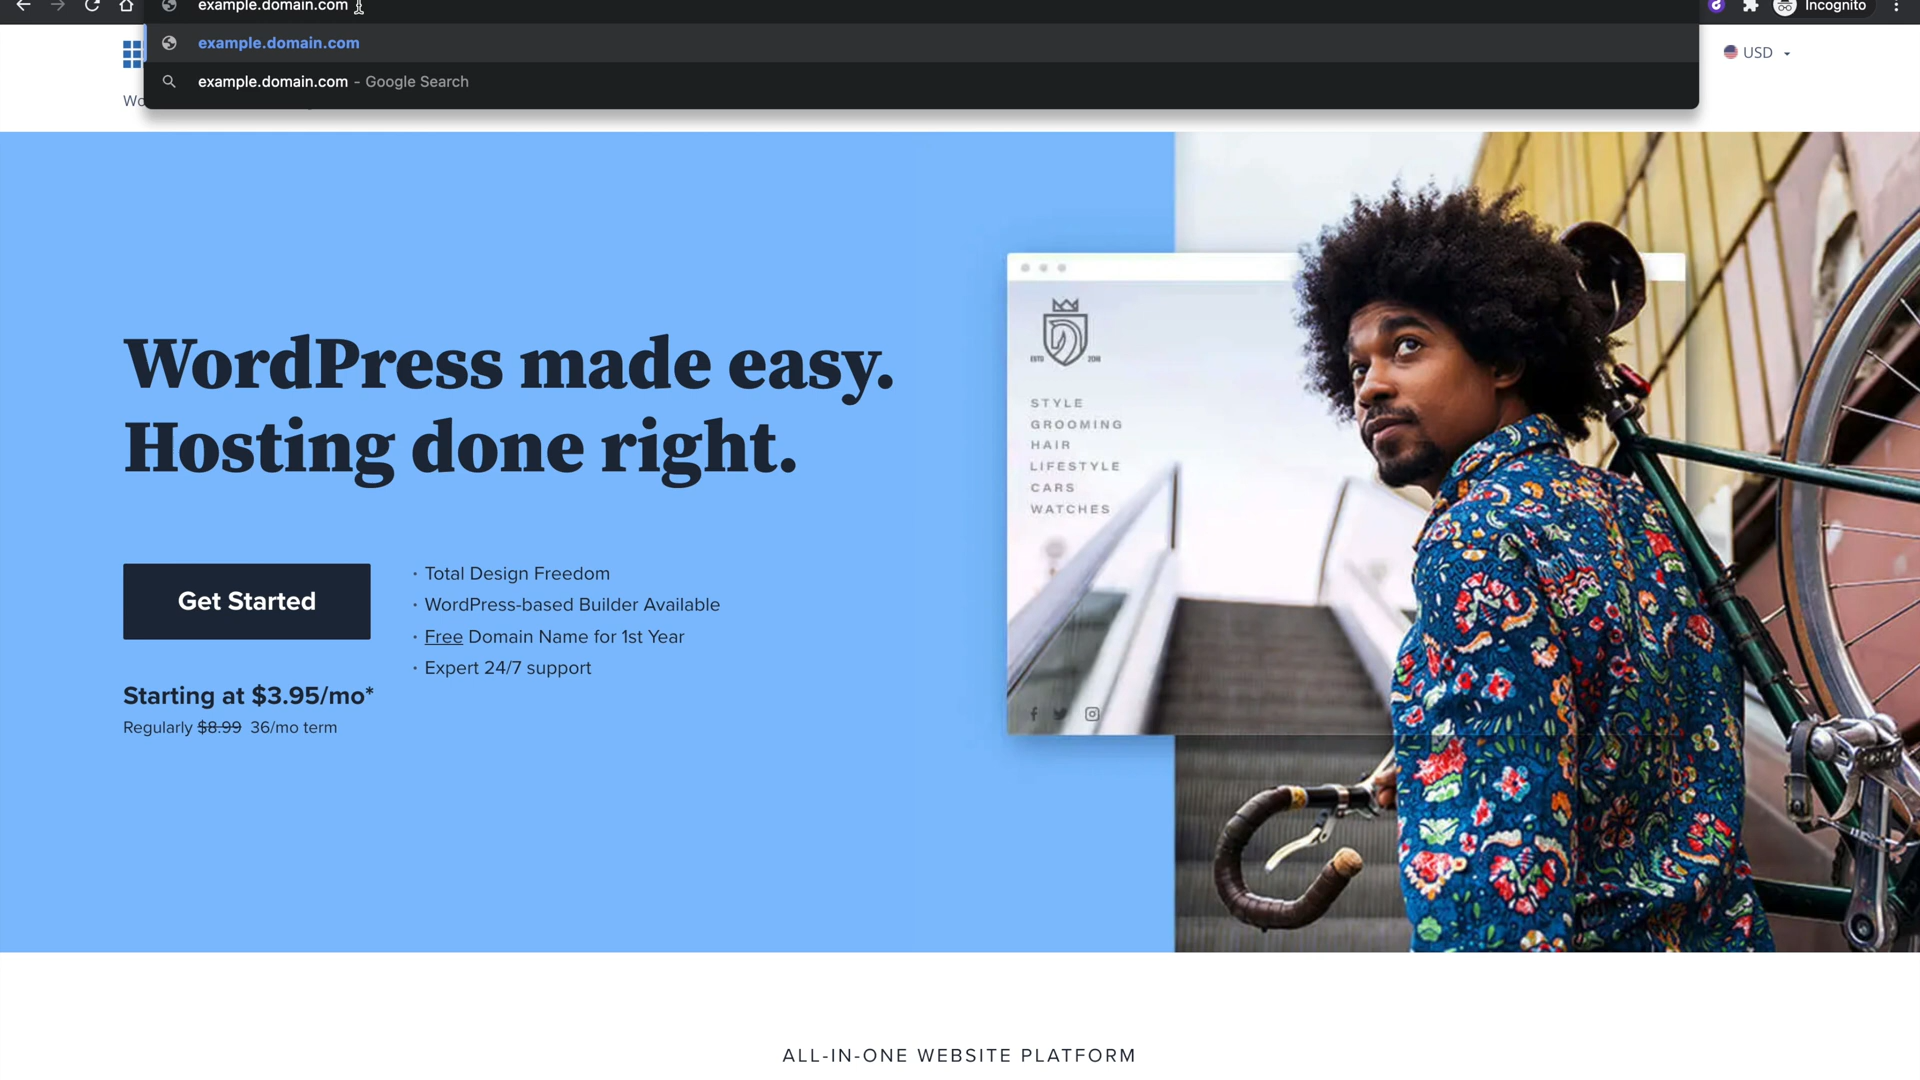 example.domain.com
Incognito
example.domain.com
example.domain.com - Google Search
USD
Wo
WordPress made easy.
Hosting done right.
Get Started
· Total Design Freedom
· WordPress-based Builder Available
· Free Domain Name for 1st Year
· Expert 24/7 support
Starting at $3.95/mo*
Regularly $8.99 36/mo term
ESTD 2018
STYLE
GROOMING
HAIR
LIFESTYLE
CARS
WATCHES
ALL-IN-ONE WEBSITE PLATFORM